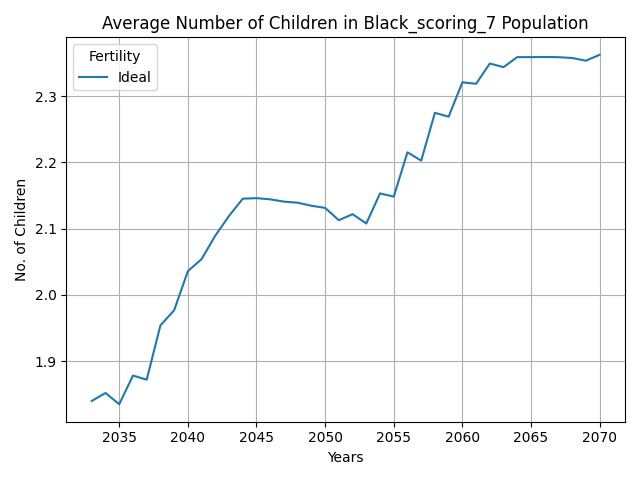 Average Number of Children in Black_scoring_7 Population
Fertility
Ideal
2.3
2.2
2.1
2.0
1.9
No. of Children
2035 2040 2045 2050 2055 2060 2065 2070
Years